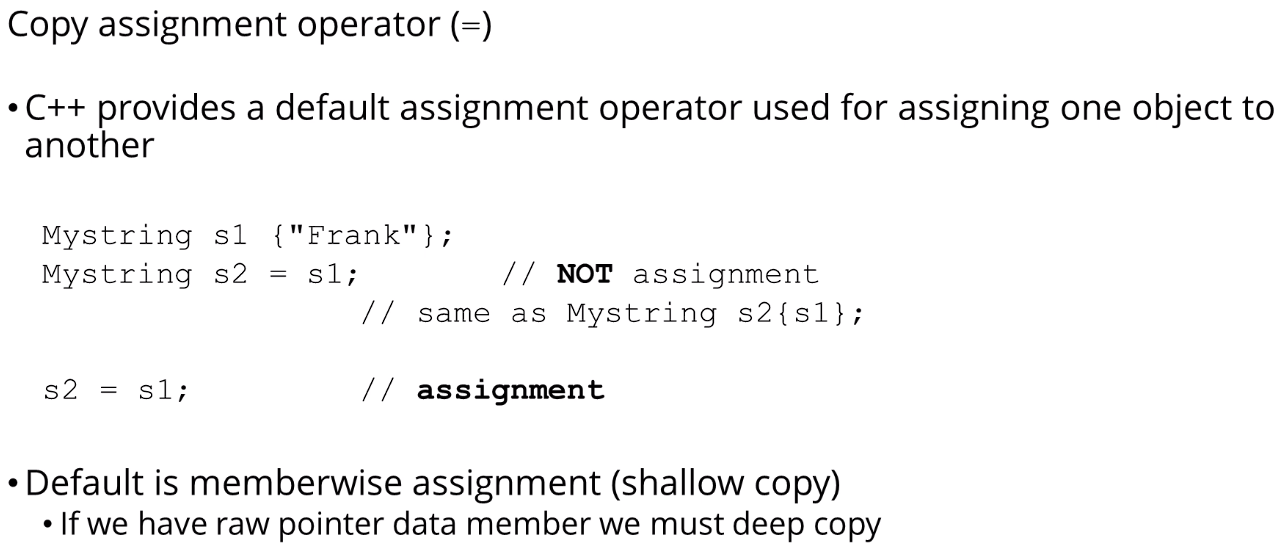 Copy assignment operator (=)
• C++ provides a default assignment operator used for assigning one object to
another
Mystring s1 {"Frank"};
Mystring s2 = s1; // NOT assignment
// same as Mystring s2{s1};
s2 = s1; // assignment
• Default is memberwise assignment (shallow copy)
• If we have raw pointer data member we must deep copy